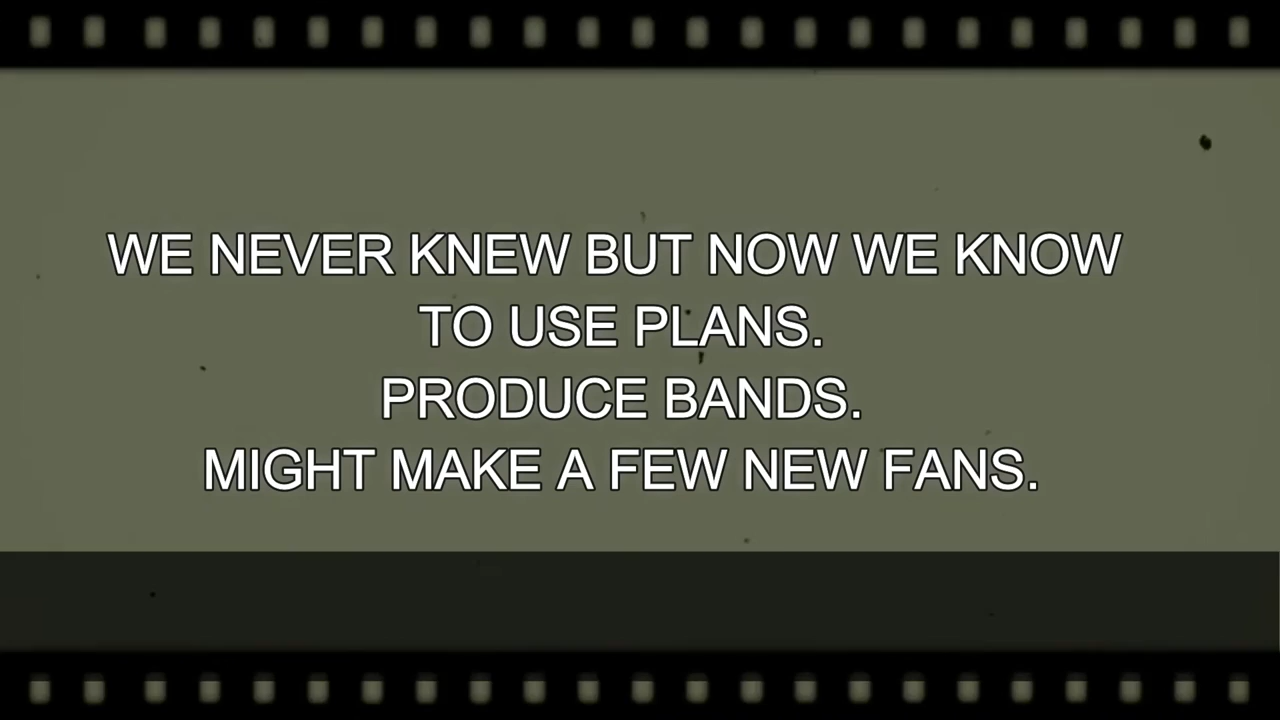 WE NEVER KNEW BUT NOW WE KNOW
TO USE PLANS.
PRODUCE BANDS.
MIGHT MAKE A FEW NEW FANS.